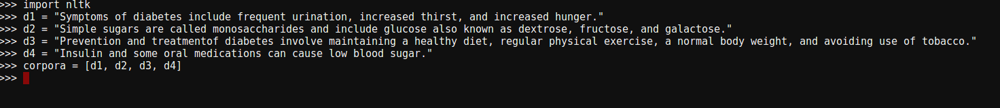 >>> import nltk
>>> d1 = "Symptoms of diabetes include frequent urination, increased thirst, and increased hunger."
>>> d2 = "Simple sugars are called monosaccharides and include glucose also known as dextrose, fructose, and galactose."
>>> d3 = "Prevention and treatmentof diabetes involve maintaining a healthy diet, regular physical exercise, a normal body weight, and avoiding use of tobacco."
>>> d4 = "Insulin and some oral medications can cause low blood sugar."
>>> corpora = [d1, d2, d3, d4]
>>>